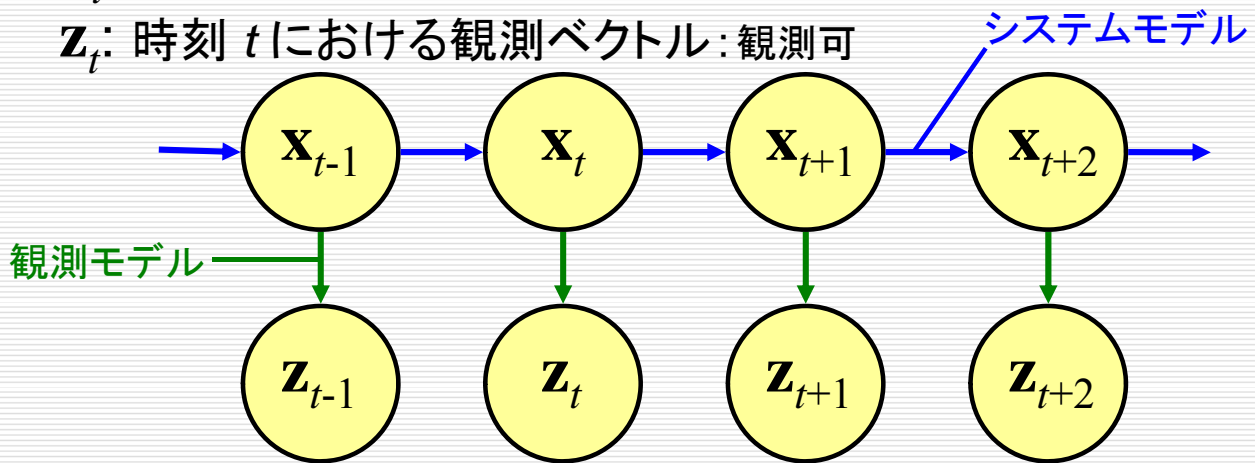 𝐳t: 時刻 t における観測ベクトル:観測可
システムモデル
xt-1 xt xt+1 xt+2
観測モデル
zt-1 zt zt+1 zt+2